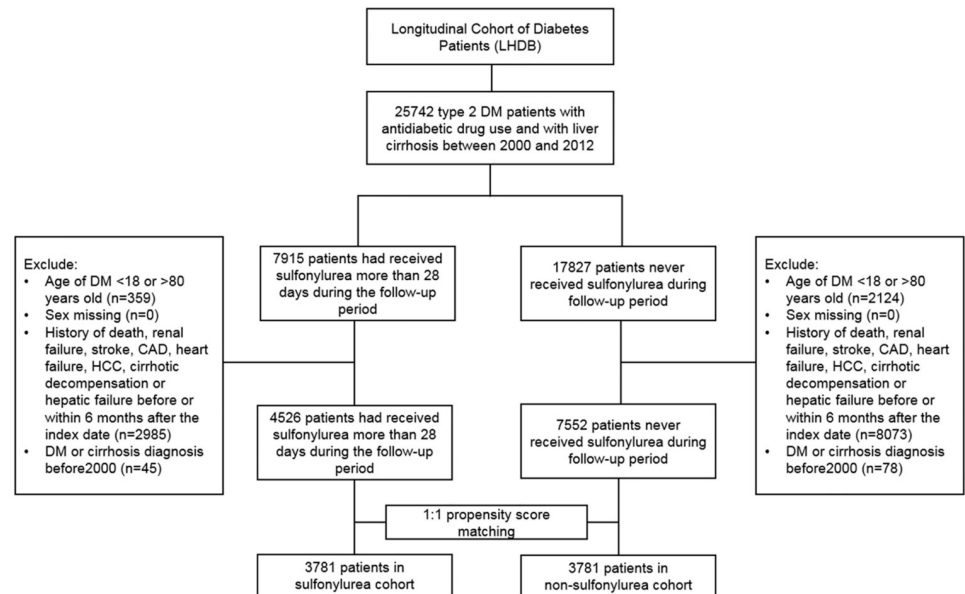 Longitudinal Cohort of Diabetes
Patients (LHDB)
25742 type 2 DM patients with
antidiabetic drug use and with liver
cirrhosis between 2000 and 2012
7915 patients had received
sulfonylurea more than 28
days during the follow-up
period
17827 patients never
received sulfonylurea during
follow-up period
Exclude:
• Age of DM <18 or >80
years old (n=359)
• Sex missing (n=0)
• History of death, renal
failure, stroke, CAD, heart
failure, HCC, cirrhotic
decompensation or
hepatic failure before or
within 6 months after the
index date (n=2985)
• DM or cirrhosis diagnosis
before2000 (n=45)
Exclude:
• Age of DM <18 or >80
years old (n=2124)
• Sex missing (n=0)
• History of death, renal
failure, stroke, CAD, heart
failure, HCC, cirrhotic
decompensation or
hepatic failure before or
within 6 months after the
index date (n=8073)
• DM or cirrhosis diagnosis
before2000 (n=78)
4526 patients had received
sulfonylurea more than 28
days during the follow-up
period
7552 patients never
received sulfonylurea during
follow-up period
1:1 propensity score
matching
3781 patients in
sulfonylurea cohort
3781 patients in
non-sulfonylurea cohort